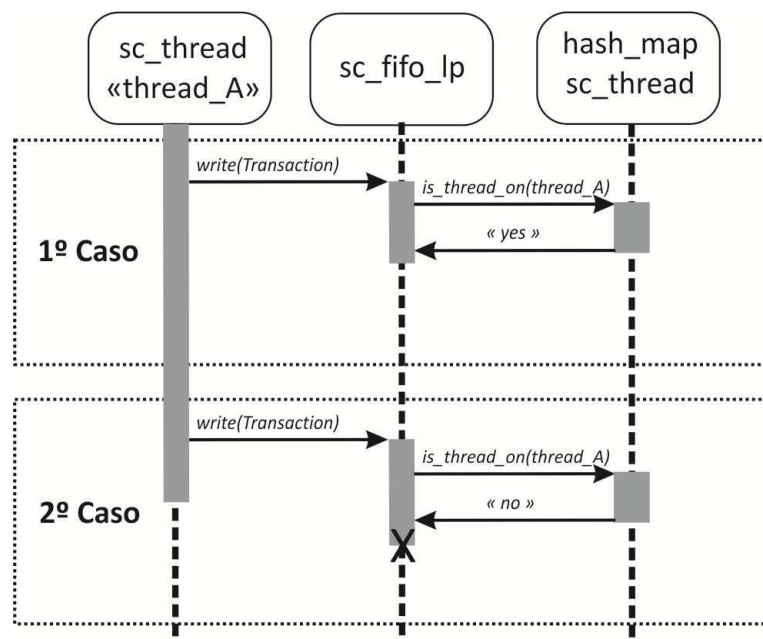 sc_thread
«thread_A»
sc_fifo_lp
hash_map
sc_thread
write(Transaction)
is_thread_on(thread_A)
« yes »
1º Caso
write(Transaction)
is_thread_on(thread_A)
« no »
2º Caso
X